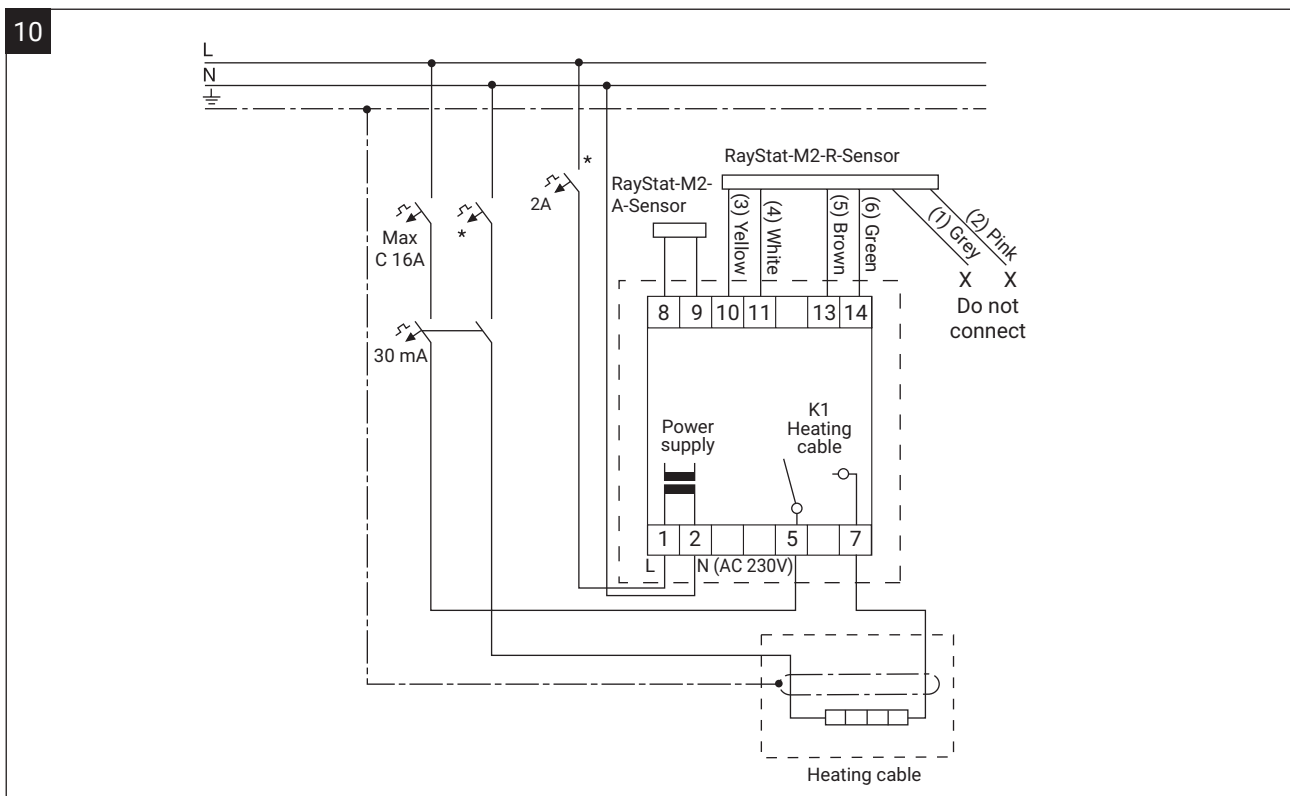 10
L
N
*
2A
RayStat-M2-
A-Sensor
RayStat-M2-R-Sensor
(3) Yellow
(4) White
(5) Brown
(6) Green
(1) Grey
(2) Pink
X X
Do not
connect
Max
C 16A
*
30 mA
8 9 10 11 13 14
Power
supply
K1
Heating
cable
1 2 5 7
L N (AC 230V)
Heating cable